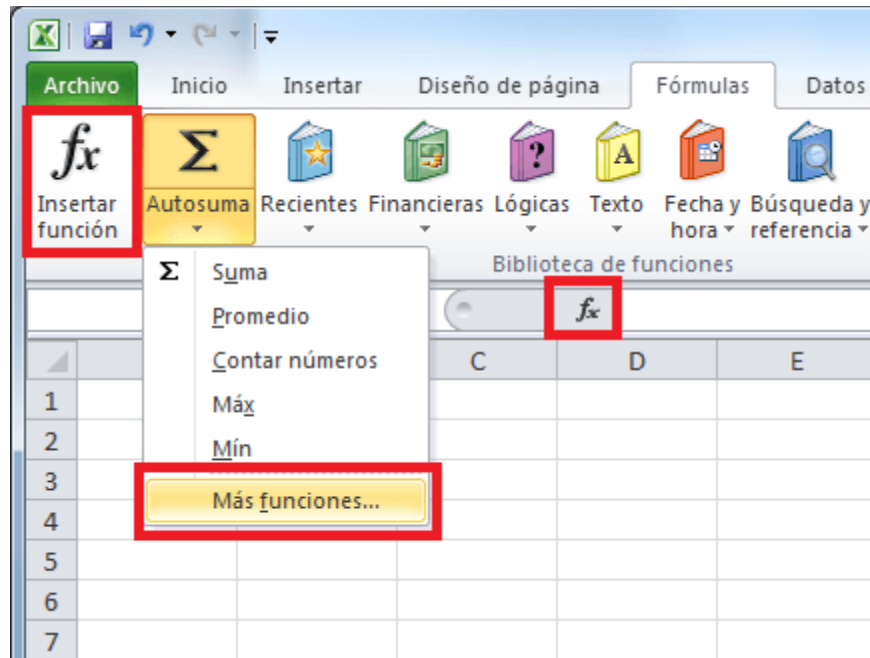 Archivo Inicio Insertar Diseño de página Fórmulas Datos
fx Σ ? A
Insertar función Autosuma Recientes Financieras Lógicas Texto Fecha y hora Búsqueda y referencia
Biblioteca de funciones
Σ Suma
Promedio
Contar números
Máx
Mín
Más funciones...
fx
C D E
1
2
3
4
5
6
7